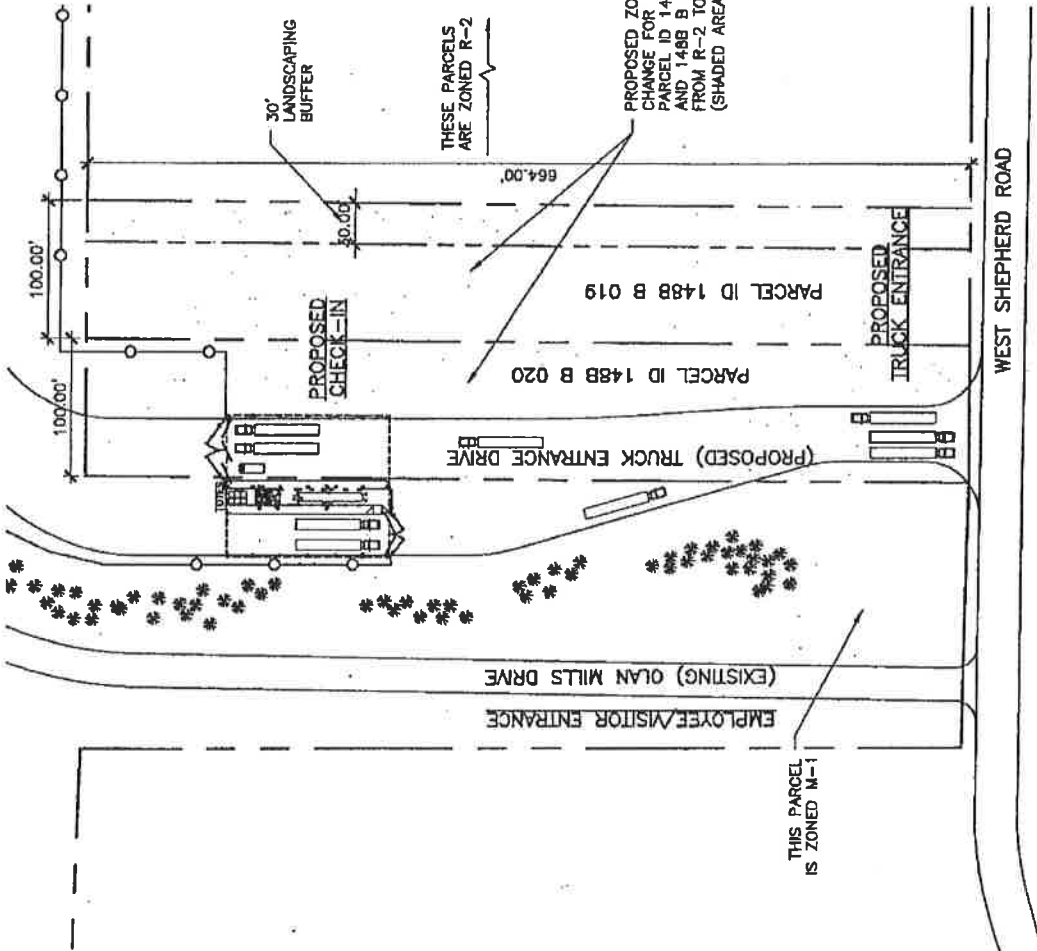 100.00'
100.00'
30'
LANDSCAPING
BUFFER
THESE PARCELS
ARE ZONED R-2
PROPOSED
CHANGE FOR
PARCEL ID
AND 148B B
FROM R-2 TO
(SHADED
664.00'
30.00'
PROPOSED
CHECK-IN
PARCEL ID 148B B 019
PARCEL ID 148B B 020
PROPOSED
TRUCK ENTRANCE
(PROPOSED) TRUCK ENTRANCE DRIVE
(EXISTING) OLAN MILLS DRIVE
EMPLOYEE/VISITOR ENTRANCE
THIS PARCEL
IS ZONED M-1
WEST SHEPHERD ROAD